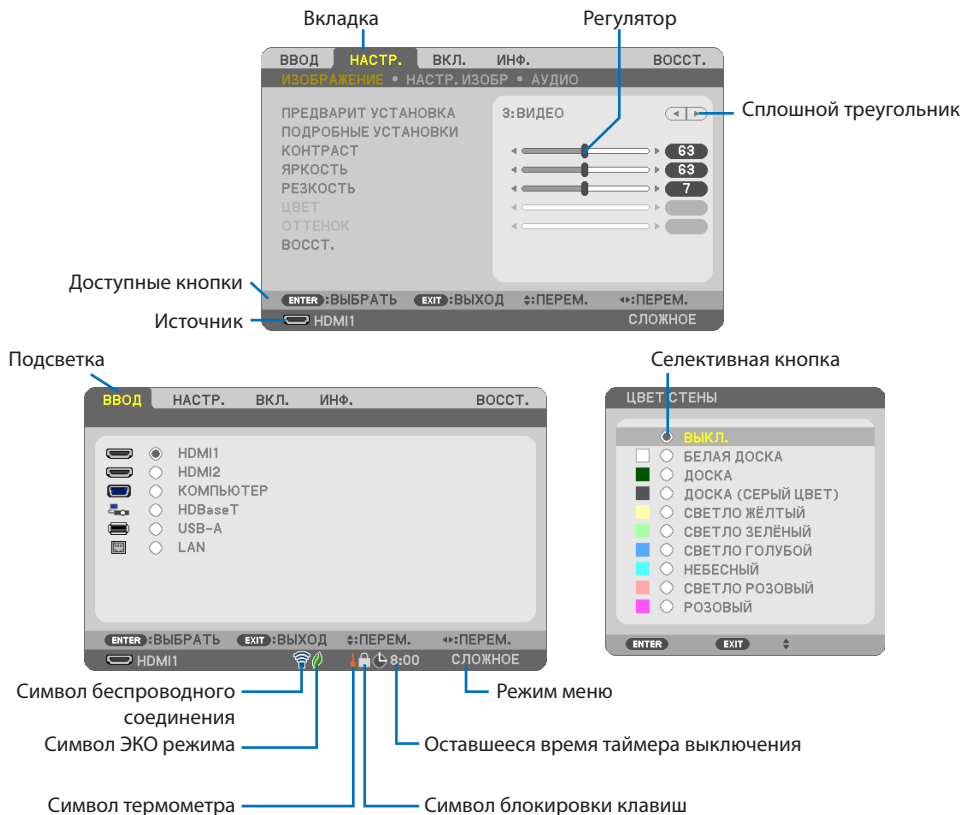 Вкладка
Регулятор
ВВОД НАСТР. ВКЛ. ИНФ. ВОССТ.
ИЗОБРАЖЕНИЕ • НАСТР. ИЗОБР • АУДИО
ПРЕДВАРИТ УСТАНОВКА 3:ВИДЕО
Сплошной треугольник
ПОДРОБНЫЕ УСТАНОВКИ
КОНТРАСТ 63
ЯРКОСТЬ 63
РЕЗКОСТЬ 7
ЦВЕТ
ОТТЕНОК
ВОССТ.
Доступные кнопки
ENTER:ВЫБРАТЬ EXIT:ВЫХОД :ПЕРЕМ. :ПЕРЕМ.
Источник
HDMI1 СЛОЖНОЕ
Подсветка
ВВОД НАСТР. ВКЛ. ИНФ. ВОССТ.
HDMI1
HDMI2
КОМПЬЮТЕР
HDBaseT
USB-A
LAN
ENTER:ВЫБРАТЬ EXIT:ВЫХОД :ПЕРЕМ. :ПЕРЕМ.
HDMI1 8:00 СЛОЖНОЕ
Селективная кнопка
ЦВЕТ СТЕНЫ
ВЫКЛ.
БЕЛАЯ ДОСКА
ДОСКА
ДОСКА (СЕРЫЙ ЦВЕТ)
СВЕТЛО ЖЁЛТЫЙ
СВЕТЛО ЗЕЛЁНЫЙ
СВЕТЛО ГОЛУБОЙ
НЕБЕСНЫЙ
СВЕТЛО РОЗОВЫЙ
РОЗОВЫЙ
ENTER EXIT
Символ беспроводного
соединения
Режим меню
Символ ЭКО режима
Оставшееся время таймера выключения
Символ термометра
Символ блокировки клавиш